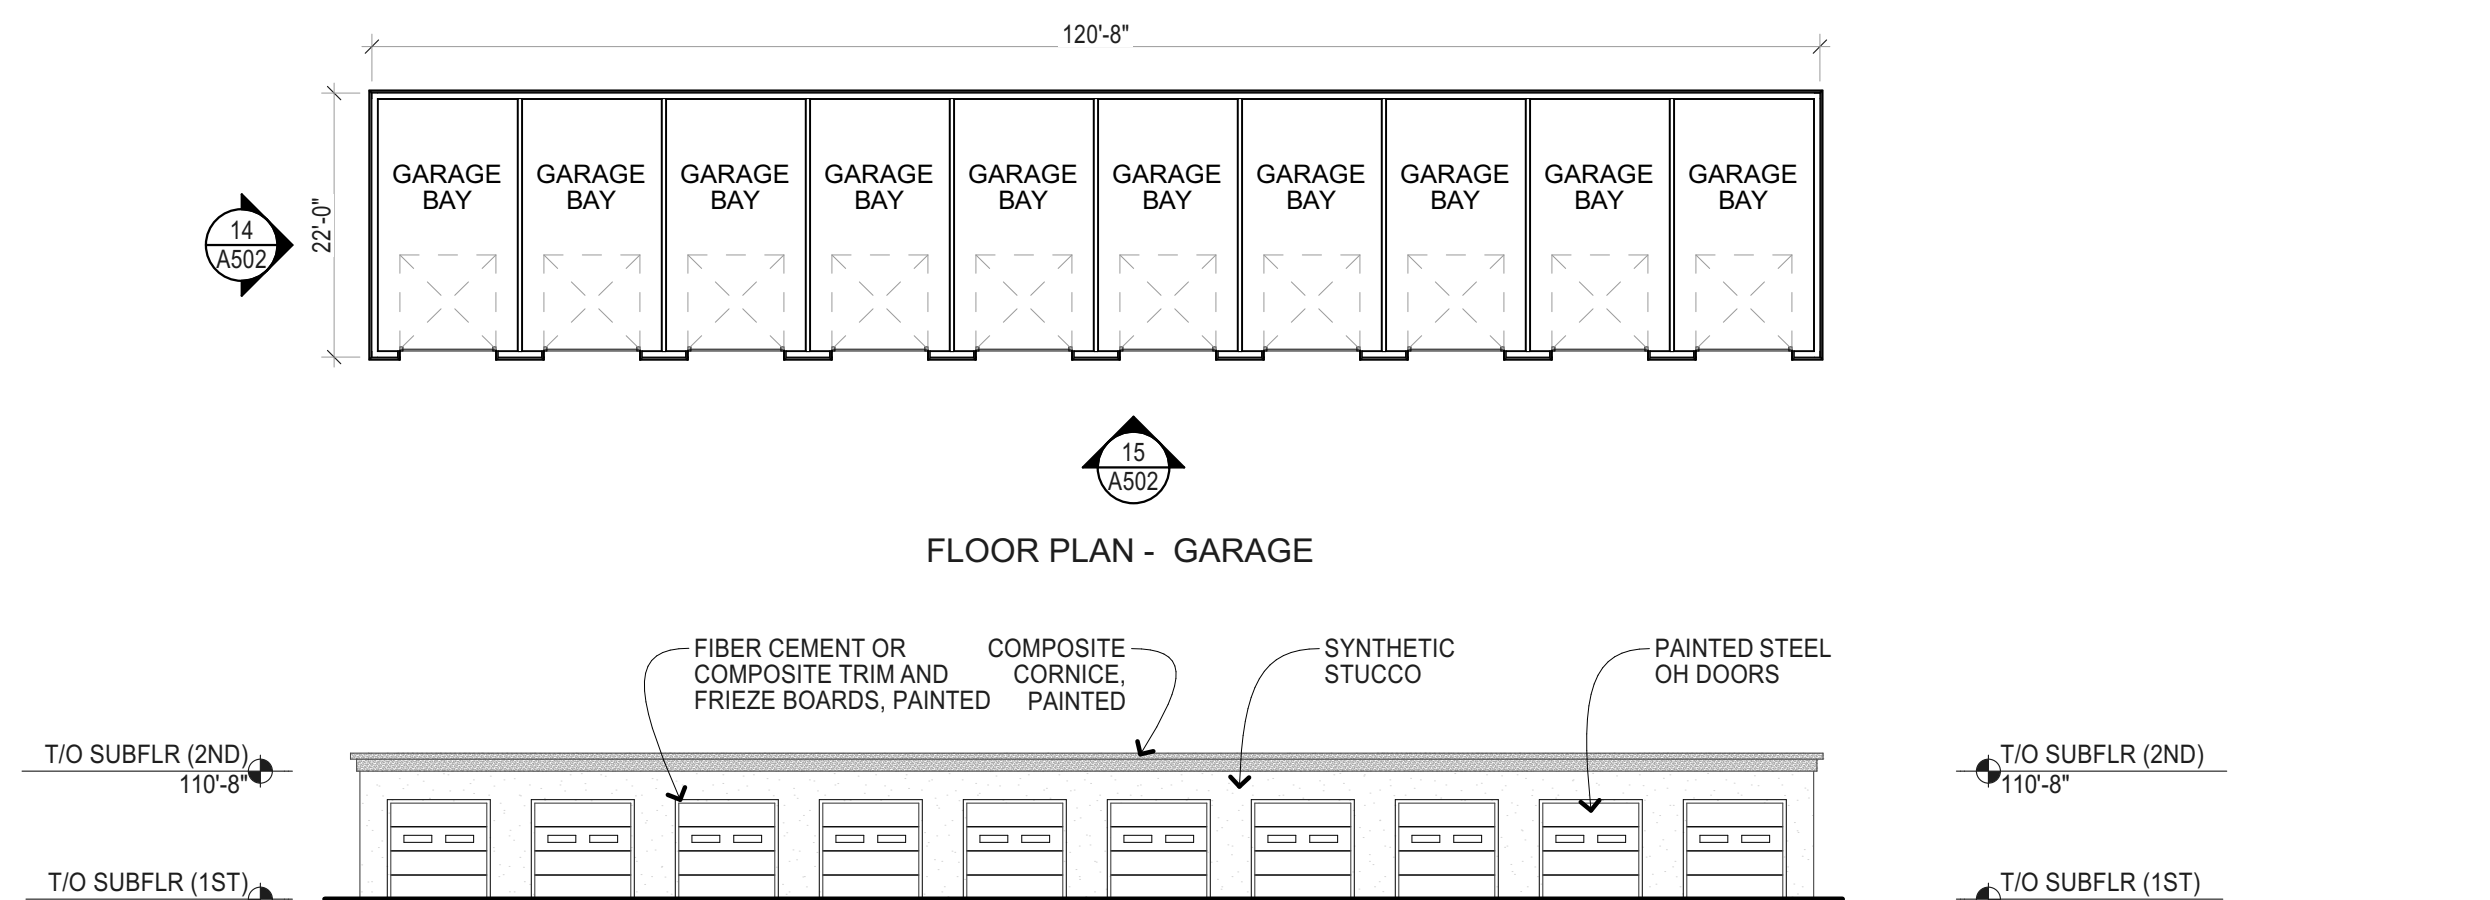 120'-8"
22'-0"
GARAGE
BAY
GARAGE
BAY
GARAGE
BAY
GARAGE
BAY
GARAGE
BAY
GARAGE
BAY
GARAGE
BAY
GARAGE
BAY
GARAGE
BAY
GARAGE
BAY
14
A502
15
A502
FLOOR PLAN - GARAGE
FIBER CEMENT OR
COMPOSITE TRIM AND
FRIEZE BOARDS, PAINTED
COMPOSITE
CORNICE,
PAINTED
SYNTHETIC
STUCCO
PAINTED STEEL
OH DOORS
T/O SUBFLR (2ND)
110'-8"
T/O SUBFLR (2ND)
110'-8"
T/O SUBFLR (1ST)
T/O SUBFLR (1ST)